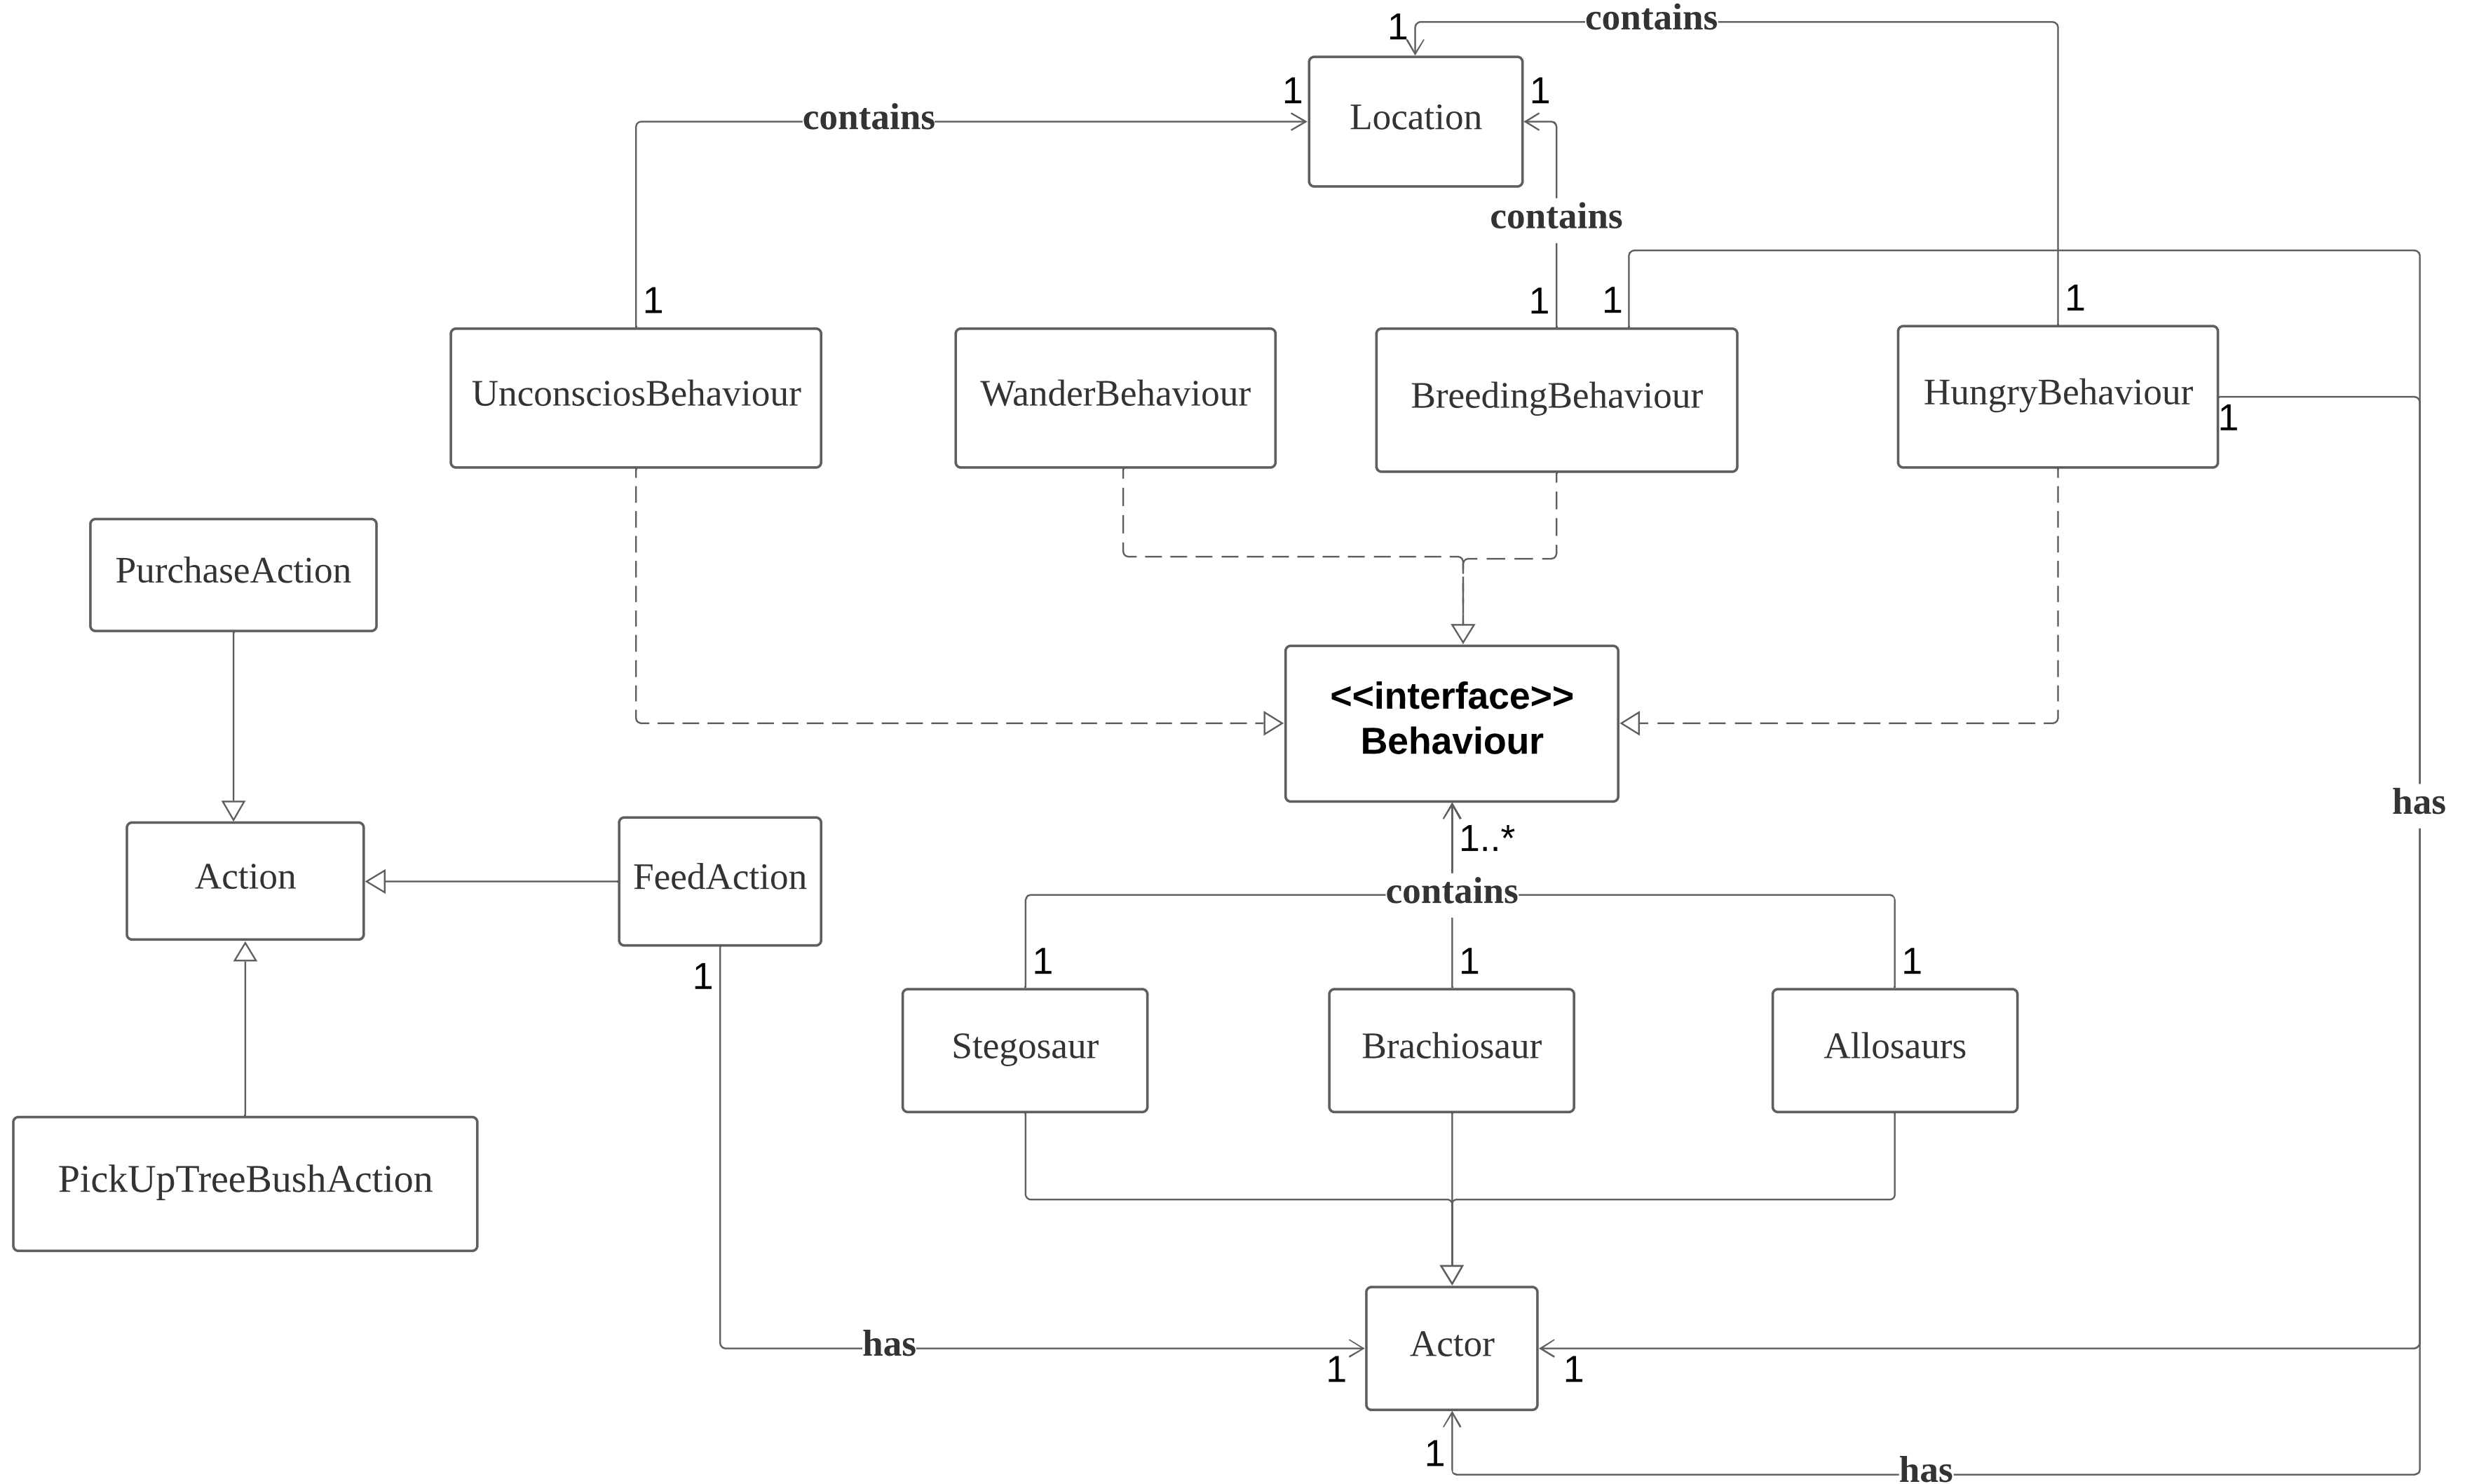 contains
1
1
1
contains
Location
contains
1
1
1
1
UnconsciosBehaviour
WanderBehaviour
BreedingBehaviour
HungryBehaviour
1
PurchaseAction
<<interface>>
Behaviour
has
1..*
Action
FeedAction
contains
1
1
1
1
Stegosaur
Brachiosaur
Allosaurs
PickUpTreeBushAction
has
Actor
1
1
1
has